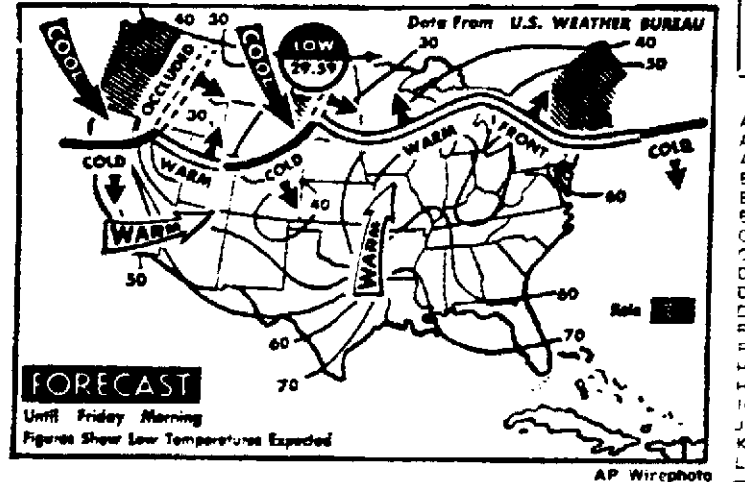 40 30
Data From U.S. WEATHER BUREAU
COOL
OCCLUDED
COOL
LOW
29.59
30
40
50
30
COLD
WARM
COLD
WARM
FRONT
COLD
40
60
WARM
WARM
50
60
Rain
60
70
70
FORECAST
Until Friday Morning
Figures Show Low Temperatures Expected
AP Wirephoto